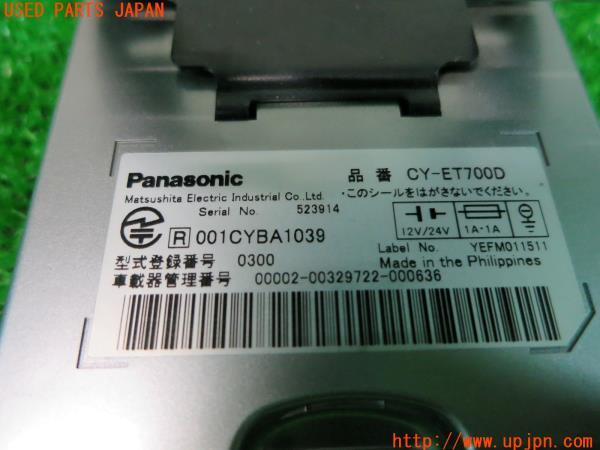 USED PARTS JAPAN
Panasonic
品 番 CY-ET700D
Matsushita Electric Industrial Co.,Ltd.
・このシールをはがさないでください。
Serial No. 523914
12V/24V
1A・1A
R 001CYBA1039
Label No. YEFM011511
型式登録番号 0300
Made in the Philippines
車載器管理番号 00002-00329722-000636
http://www.upjpn.com/